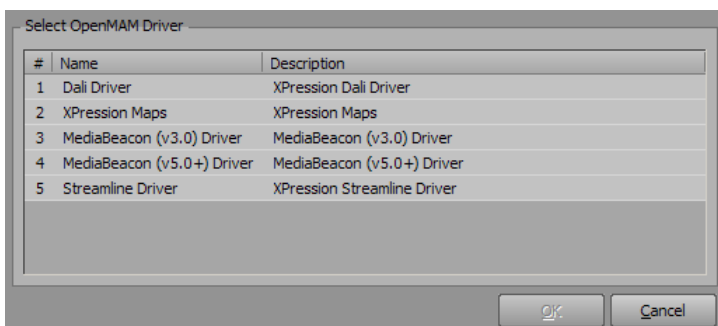 Select OpenMAM Driver
# Name Description
1 Dali Driver XPression Dali Driver
2 XPression Maps XPression Maps
3 MediaBeacon (v3.0) Driver MediaBeacon (v3.0) Driver
4 MediaBeacon (v5.0+) Driver MediaBeacon (v5.0+) Driver
5 Streamline Driver XPression Streamline Driver
OK Cancel